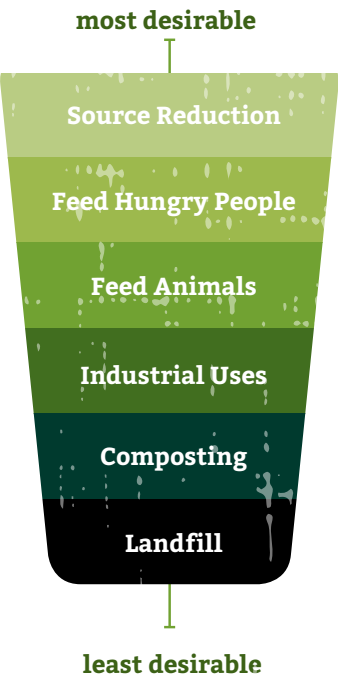 most desirable
Source Reduction
Feed Hungry People
Feed Animals
Industrial Uses
Composting
Landfill
least desirable